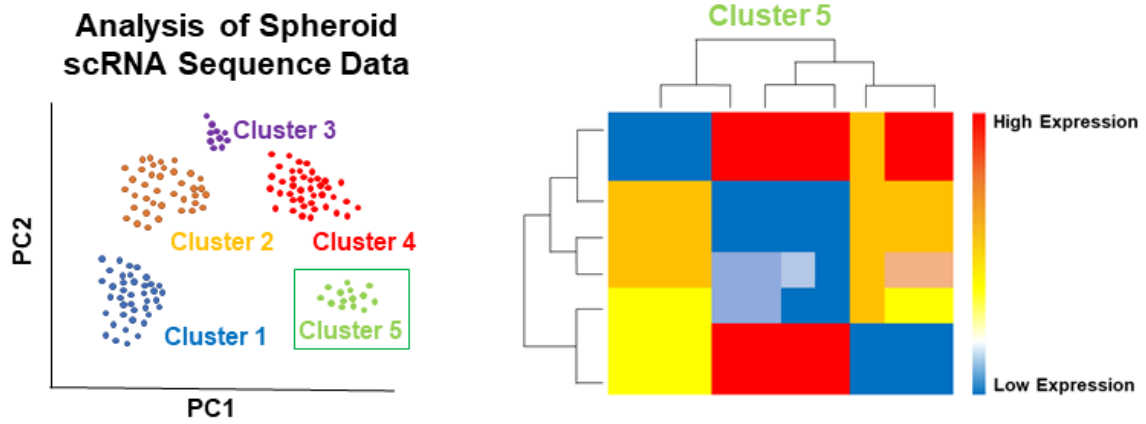 Analysis of Spheroid
scRNA Sequence Data
Cluster 3
Cluster 2
Cluster 4
Cluster 1
Cluster 5
PC2
PC1
Cluster 5
High Expression
Low Expression